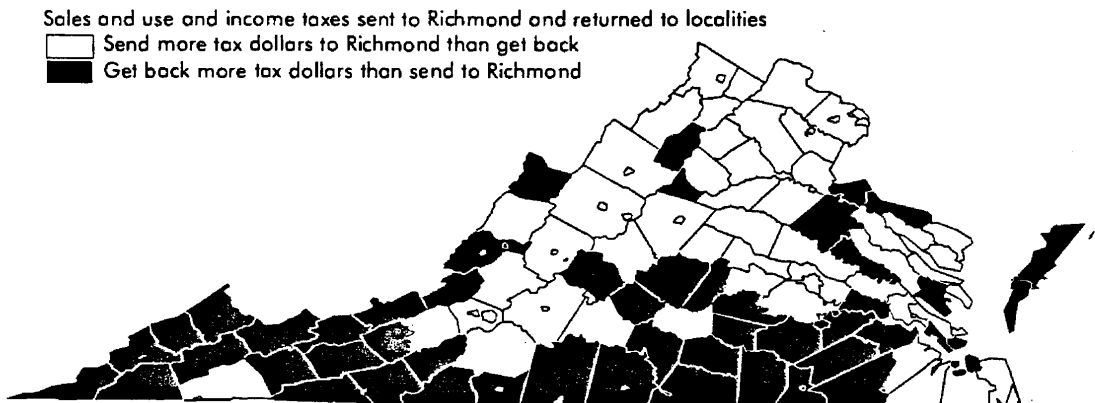 Sales and use and income taxes sent to Richmond and returned to localities
Send more tax dollars to Richmond than get back
Get back more tax dollars than send to Richmond